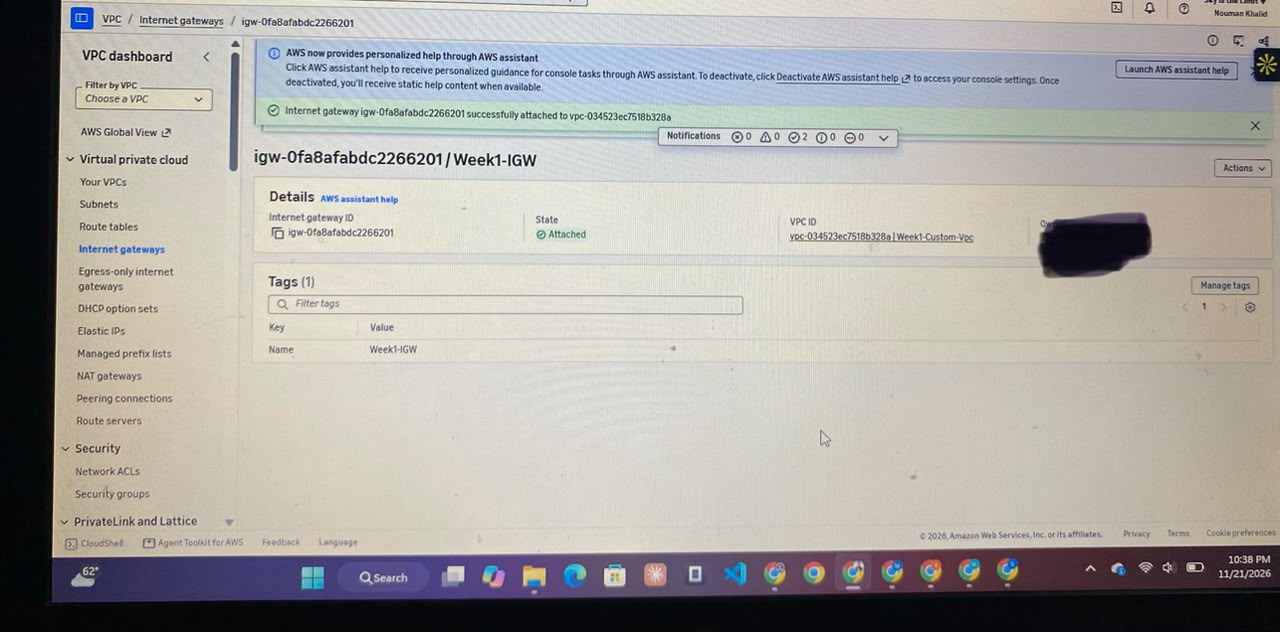 VPC / Internet gateways / igw-0fa8afabdc2266201
Nouman Khalid
VPC dashboard
Filter by VPC
Choose a VPC
AWS Global View
Virtual private cloud
Your VPCs
Subnets
Route tables
Internet gateways
Egress-only internet
gateways
DHCP option sets
Elastic IPs
Managed prefix lists
NAT gateways
Peering connections
Route servers
Security
Network ACLs
Security groups
PrivateLink and Lattice
AWS now provides personalized help through AWS assistant
Click AWS assistant help to receive personalized guidance for console tasks through AWS assistant. To deactivate, click Deactivate AWS assistant help to access your console settings. Once
deactivated, you'll receive static help content when available.
Launch AWS assistant help
Internet gateway igw-0fa8afabdc2266201 successfully attached to vpc-034523ec7518b328a
Notifications 0 0 2 0 0
igw-0fa8afabdc2266201 / Week1-IGW
Actions
Details AWS assistant help
Internet gateway ID
igw-0fa8afabdc2266201
State
Attached
VPC ID
vpc-034523ec7518b328a | Week1-Custom-Vpc
Tags (1)
Manage tags
Filter tags
1
Key Value
Name Week1-IGW
CloudShell Agent Toolkit for AWS Feedback Language
© 2026, Amazon Web Services, Inc. or its affiliates. Privacy Terms Cookie preferences
62°
Search
10:38 PM
11/21/2026